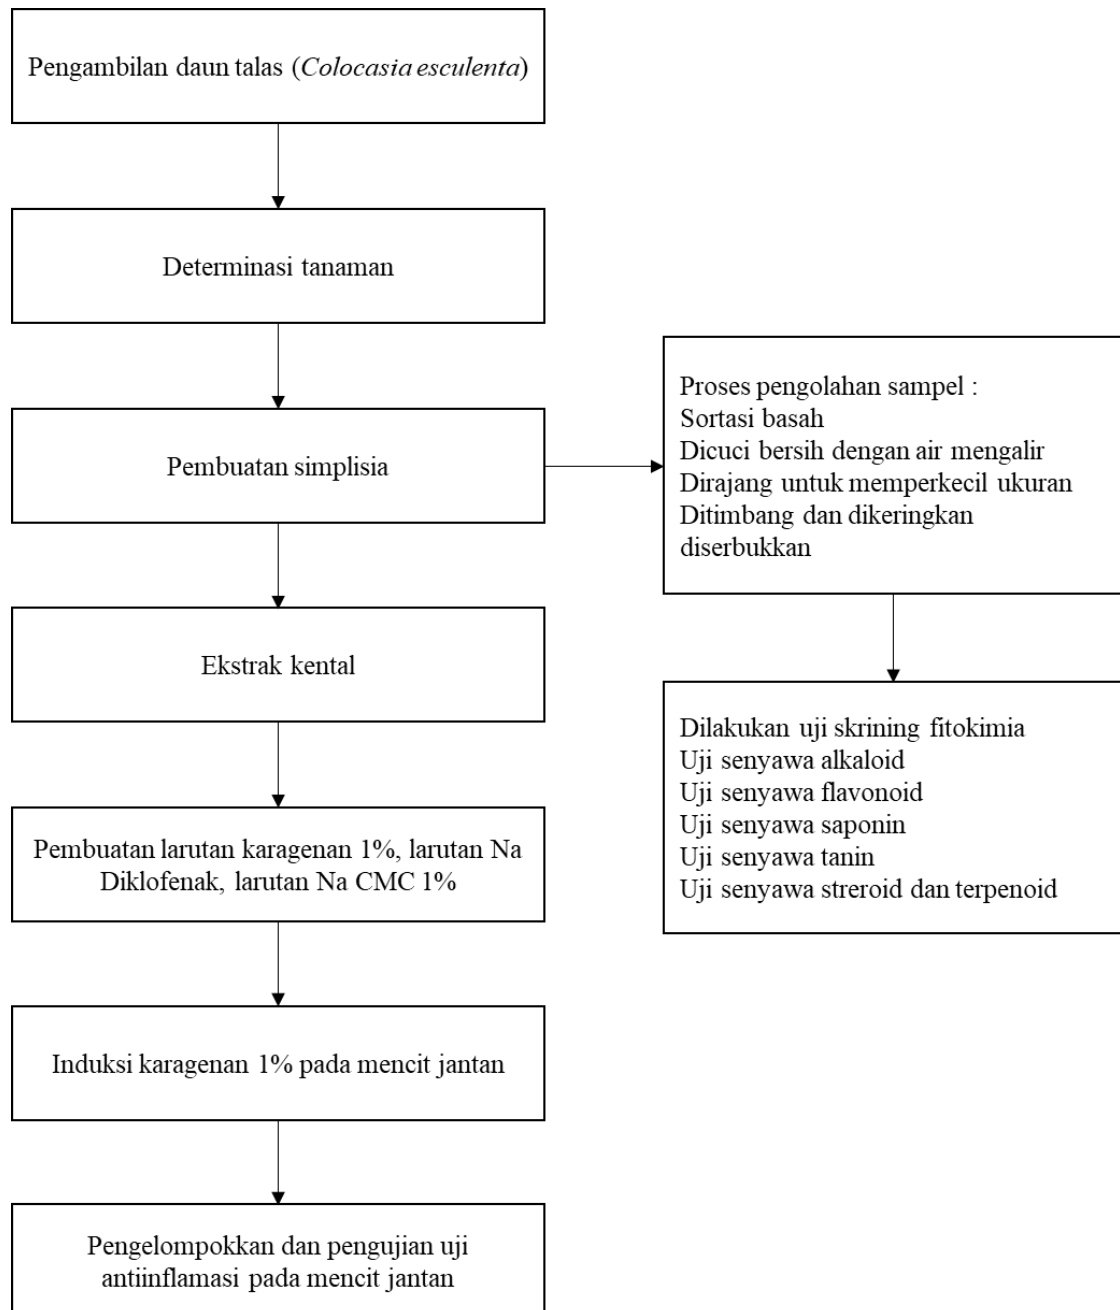 Pengambilan daun talas (Colocasia esculenta)
Determinasi tanaman
Pembuatan simplisia
Proses pengolahan sampel :
Sortasi basah
Dicuci bersih dengan air mengalir
Dirajang untuk memperkecil ukuran
Ditimbang dan dikeringkan
diserbukkan
Ekstrak kental
Dilakukan uji skrining fitokimia
Uji senyawa alkaloid
Uji senyawa flavonoid
Uji senyawa saponin
Uji senyawa tanin
Uji senyawa streroid dan terpenoid
Pembuatan larutan karagenan 1%, larutan Na
Diklofenak, larutan Na CMC 1%
Induksi karagenan 1% pada mencit jantan
Pengelompokkan dan pengujian uji
antiinflamasi pada mencit jantan